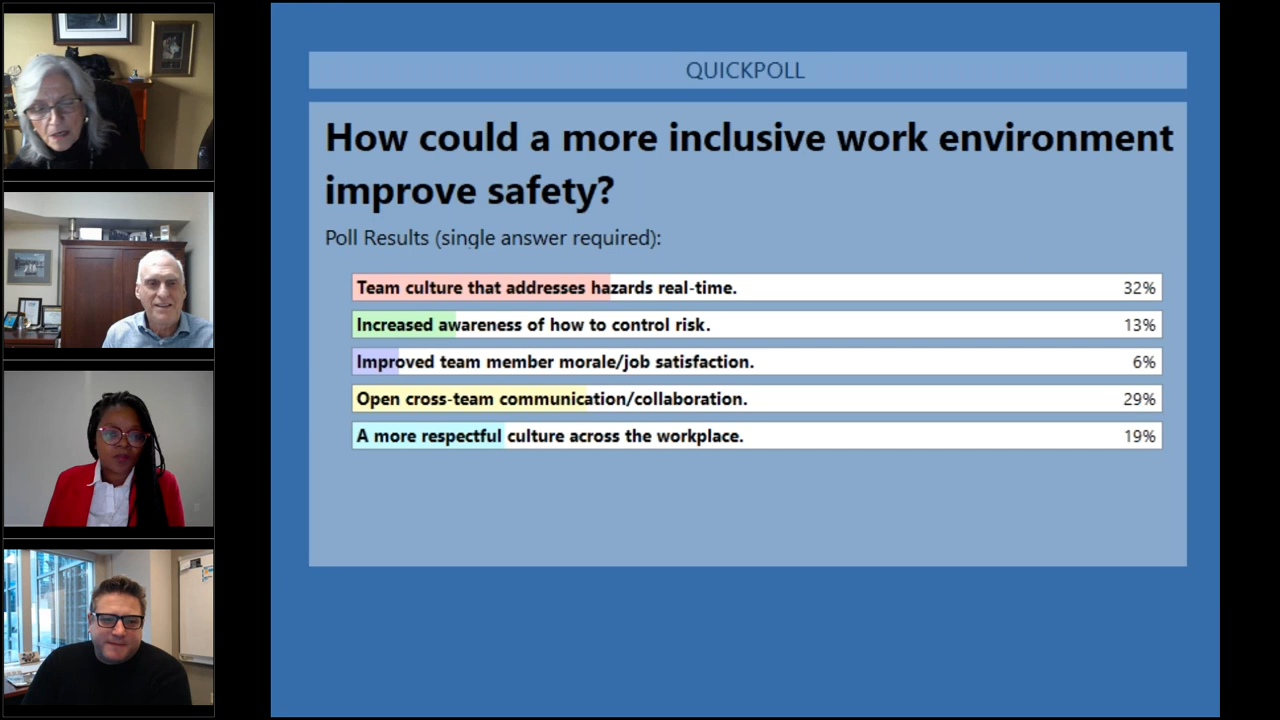 QUICKPOLL
How could a more inclusive work environment
improve safety?
Poll Results (single answer required):
Team culture that addresses hazards real-time. 32%
Increased awareness of how to control risk. 13%
Improved team member morale/job satisfaction. 6%
Open cross-team communication/collaboration. 29%
A more respectful culture across the workplace. 19%